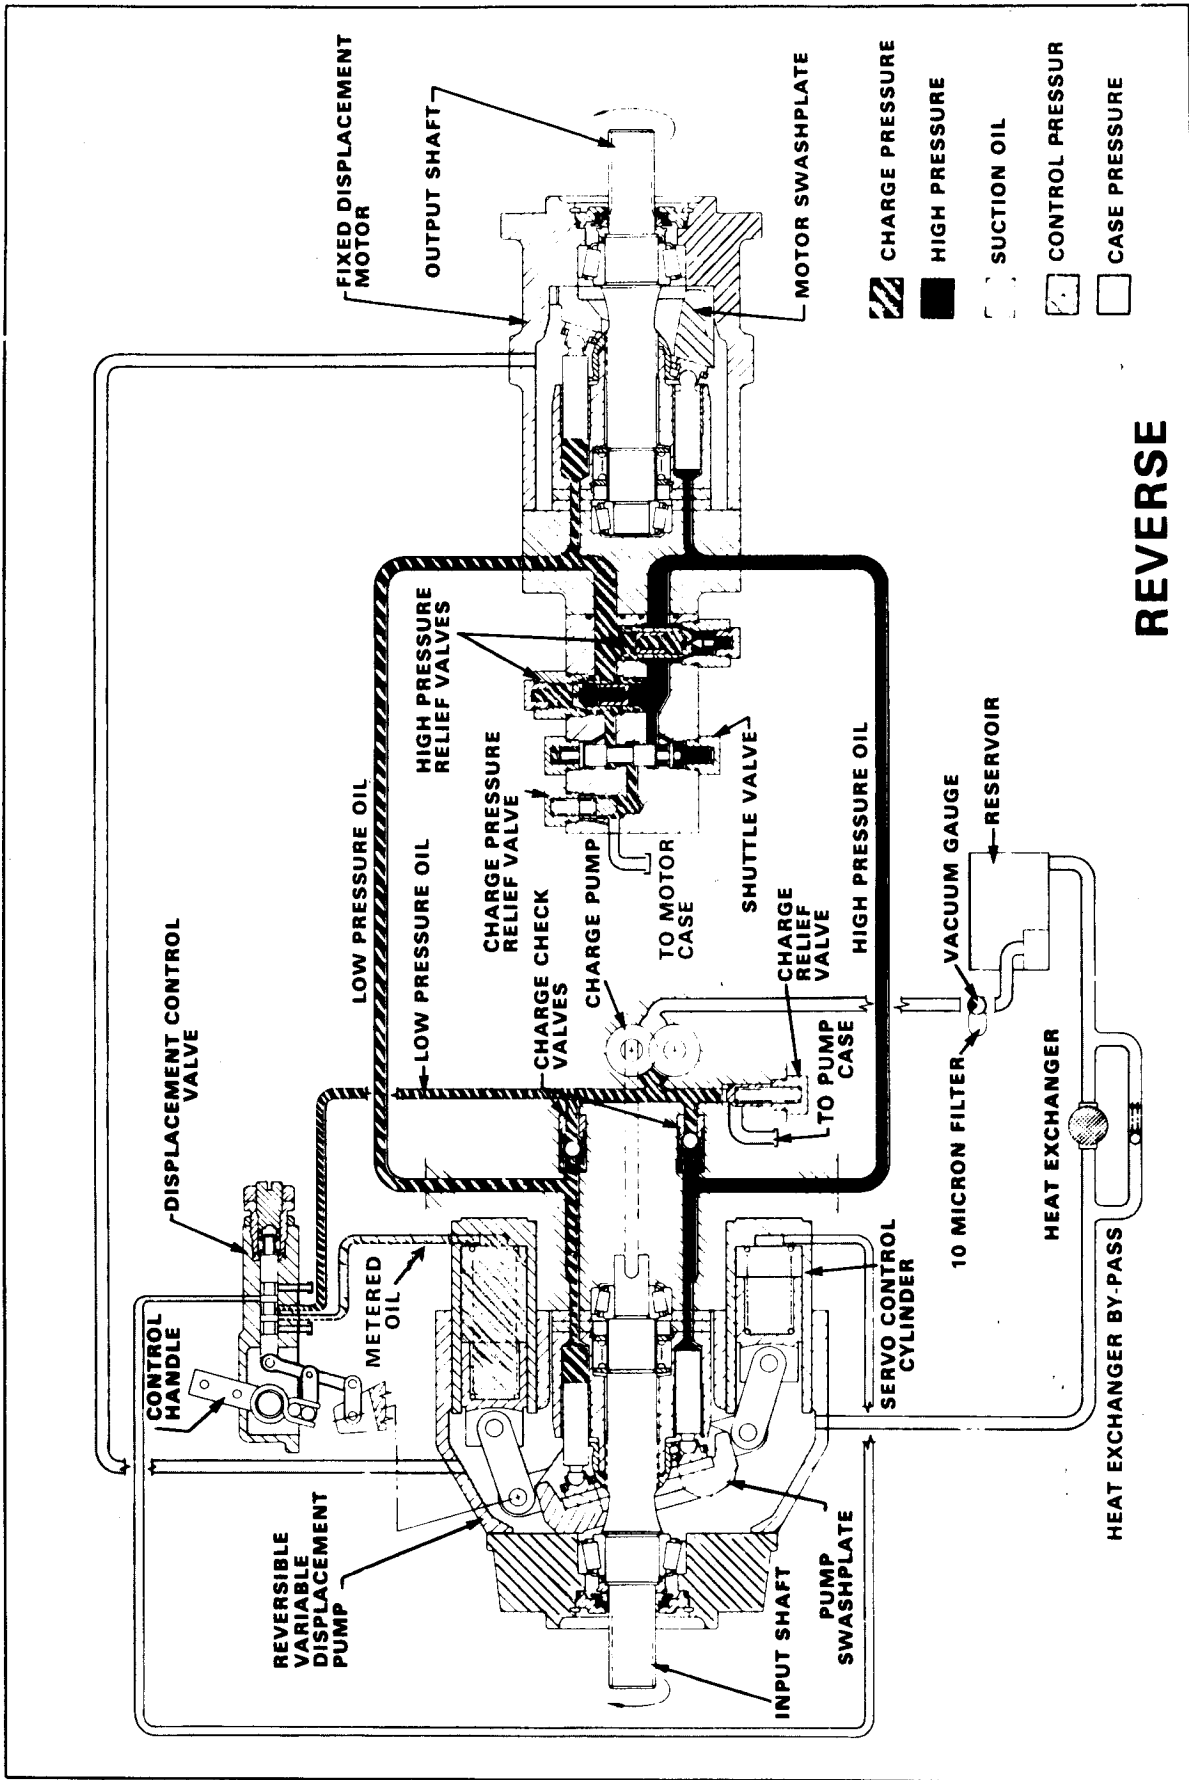 DISPLACEMENT CONTROL
VALVE
CONTROL
HANDLE
METERED
OIL
REVERSIBLE
VARIABLE
DISPLACEMENT
PUMP
LOW PRESSURE OIL
LOW PRESSURE OIL
HIGH PRESSURE
RELIEF VALVES
CHARGE PRESSURE
RELIEF VALVE
CHARGE CHECK
VALVES
CHARGE PUMP
TO MOTOR
CASE
SHUTTLE VALVE
CHARGE
RELIEF
VALVE
TO PUMP
CASE
HIGH PRESSURE OIL
FIXED DISPLACEMENT
MOTOR
OUTPUT SHAFT
MOTOR SWASHPLATE
INPUT SHAFT
PUMP
SWASHPLATE
SERVO CONTROL
CYLINDER
10 MICRON FILTER
VACUUM GAUGE
RESERVOIR
HEAT EXCHANGER
HEAT EXCHANGER BY-PASS
CHARGE PRESSURE
HIGH PRESSURE
SUCTION OIL
CONTROL PRESSUR
CASE PRESSURE
REVERSE